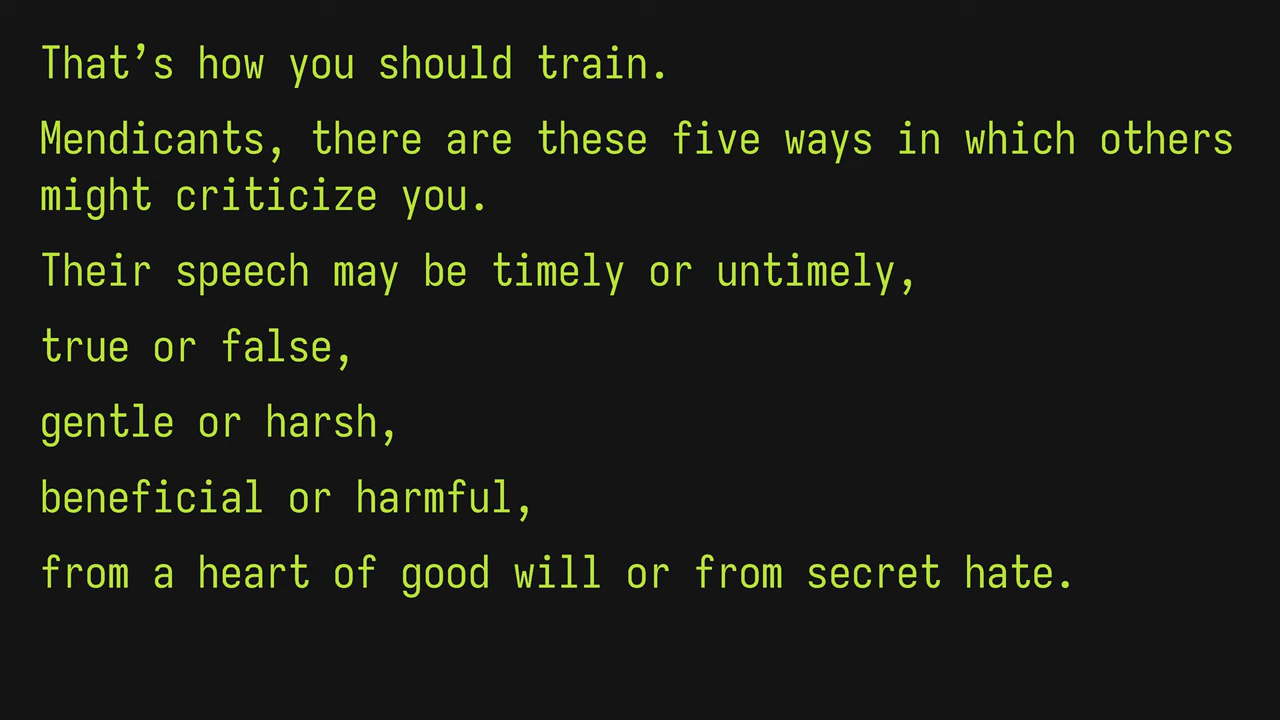 That’s how you should train.
Mendicants, there are these five ways in which others
might criticize you.
Their speech may be timely or untimely,
true or false,
gentle or harsh,
beneficial or harmful,
from a heart of good will or from secret hate.